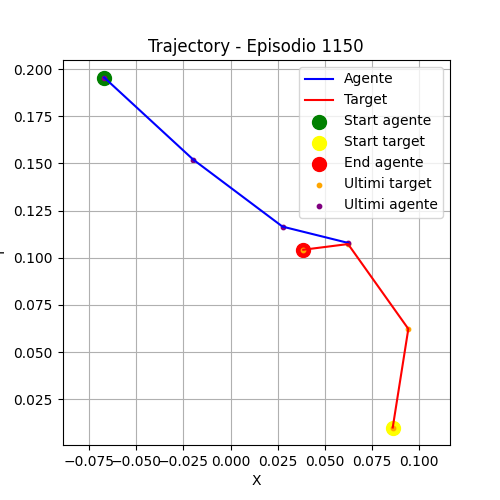 Trajectory - Episodio 1150
Agente
Target
Start agente
Start target
End agente
Ultimi target
Ultimi agente
0.200
0.175
0.150
0.125
0.100
0.075
0.050
0.025
−0.075 −0.050 −0.025 0.000 0.025 0.050 0.075 0.100
X